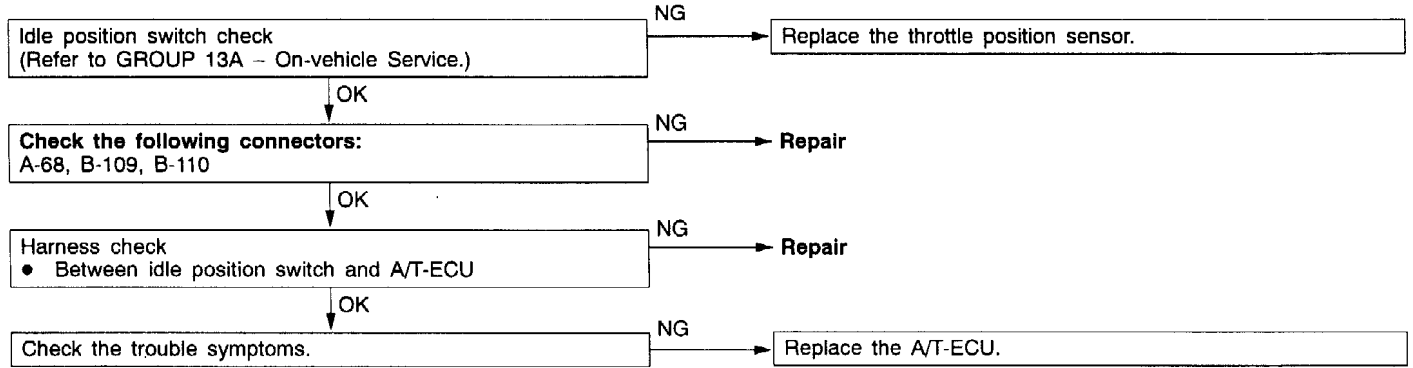 NG
Idle position switch check
(Refer to GROUP 13A – On-vehicle Service.)
Replace the throttle position sensor.
OK
NG
Check the following connectors:
A-68, B-109, B-110
Repair
OK
NG
Harness check
● Between idle position switch and A/T-ECU
Repair
OK
NG
Check the trouble symptoms.
Replace the A/T-ECU.